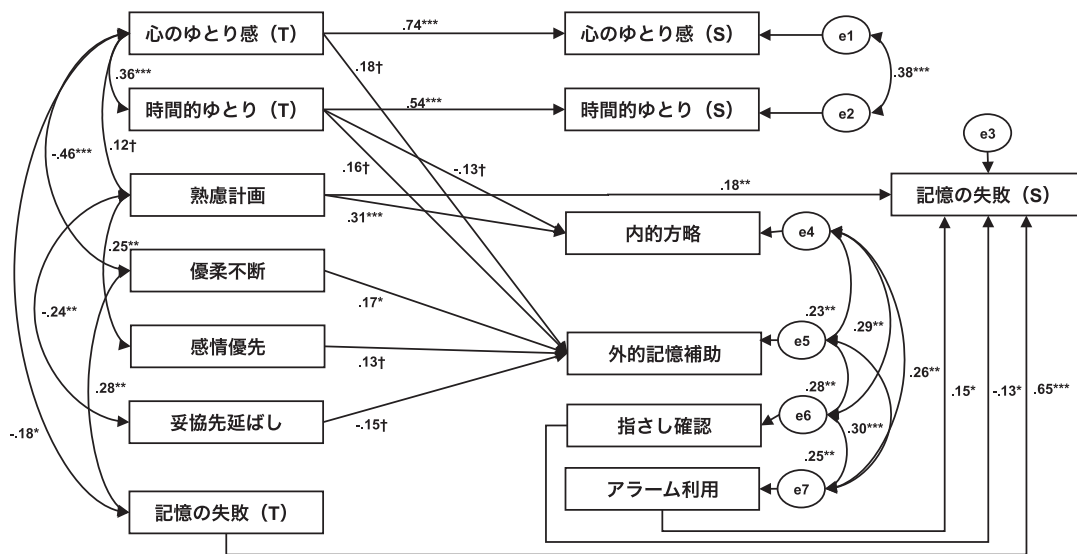 心のゆとり感（T）
.74***
心のゆとり感（S）
e1
.18†
.36***
.38***
時間的ゆとり（T）
.54***
時間的ゆとり（S）
e2
e3
-.46***
.12†
.16†
-.13†
熟慮計画
.18**
記憶の失敗（S）
.31***
内的方略
e4
.25**
優柔不断
.17*
-.24**
.23**
.29**
感情優先
外的記憶補助
e5
.13†
.26**
.15*
-.13*
.65***
.28**
.28**
妥協先延ばし
-.15†
指さし確認
e6
.30***
-.18*
.25**
アラーム利用
e7
記憶の失敗（T）